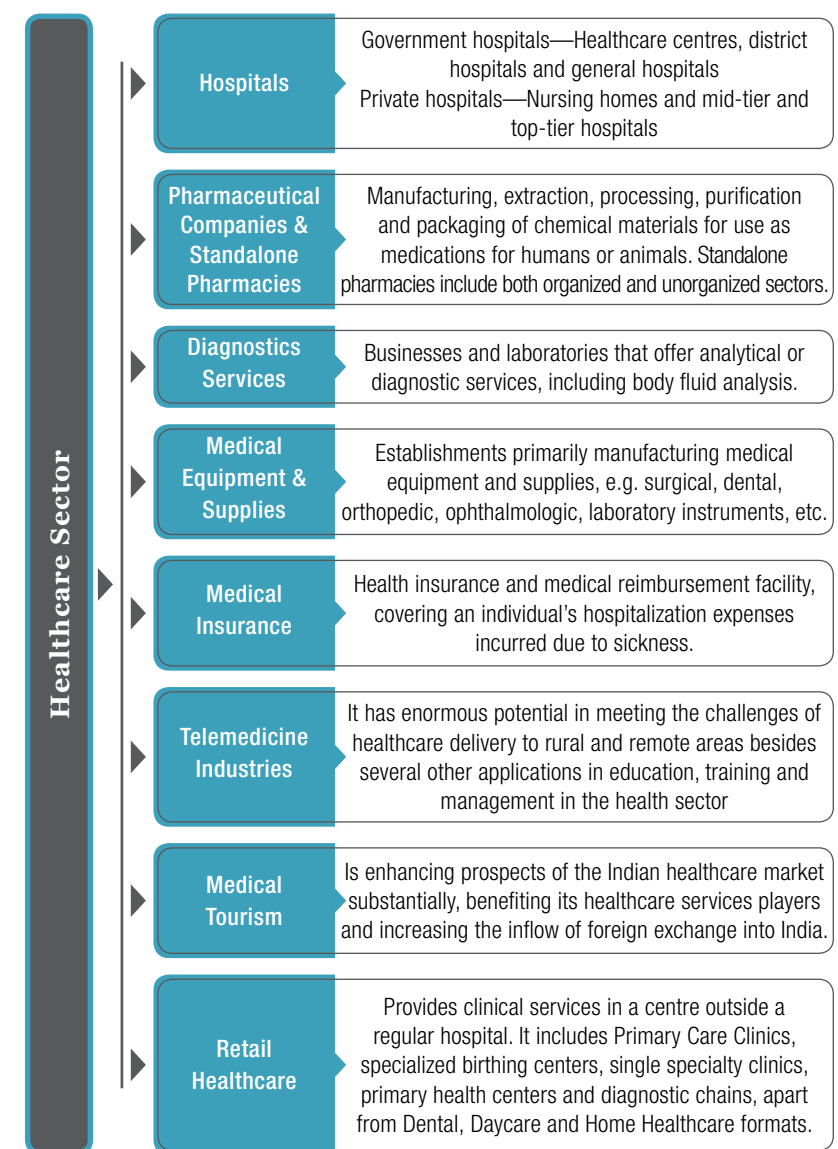 Healthcare Sector
Hospitals
Government hospitals—Healthcare centres, district
hospitals and general hospitals
Private hospitals—Nursing homes and mid-tier and
top-tier hospitals
Pharmaceutical
Companies &
Standalone
Pharmacies
Manufacturing, extraction, processing, purification
and packaging of chemical materials for use as
medications for humans or animals. Standalone
pharmacies include both organized and unorganized sectors.
Diagnostics
Services
Businesses and laboratories that offer analytical or
diagnostic services, including body fluid analysis.
Medical
Equipment &
Supplies
Establishments primarily manufacturing medical
equipment and supplies, e.g. surgical, dental,
orthopedic, ophthalmologic, laboratory instruments, etc.
Medical
Insurance
Health insurance and medical reimbursement facility,
covering an individual’s hospitalization expenses
incurred due to sickness.
Telemedicine
Industries
It has enormous potential in meeting the challenges of
healthcare delivery to rural and remote areas besides
several other applications in education, training and
management in the health sector
Medical
Tourism
Is enhancing prospects of the Indian healthcare market
substantially, benefiting its healthcare services players
and increasing the inflow of foreign exchange into India.
Retail
Healthcare
Provides clinical services in a centre outside a
regular hospital. It includes Primary Care Clinics,
specialized birthing centers, single specialty clinics,
primary health centers and diagnostic chains, apart
from Dental, Daycare and Home Healthcare formats.